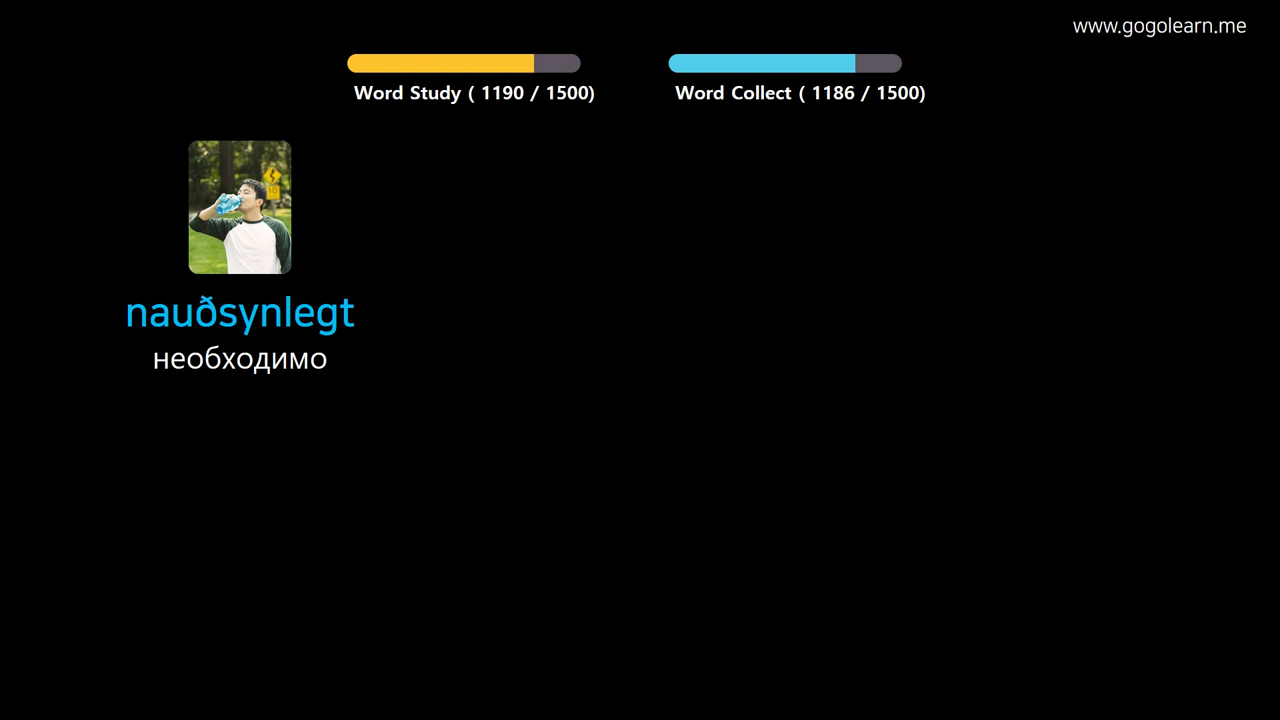 www.gogolearn.me
Word Study ( 1190 / 1500)
Word Collect ( 1186 / 1500)
nauðsynlegt
необходимо